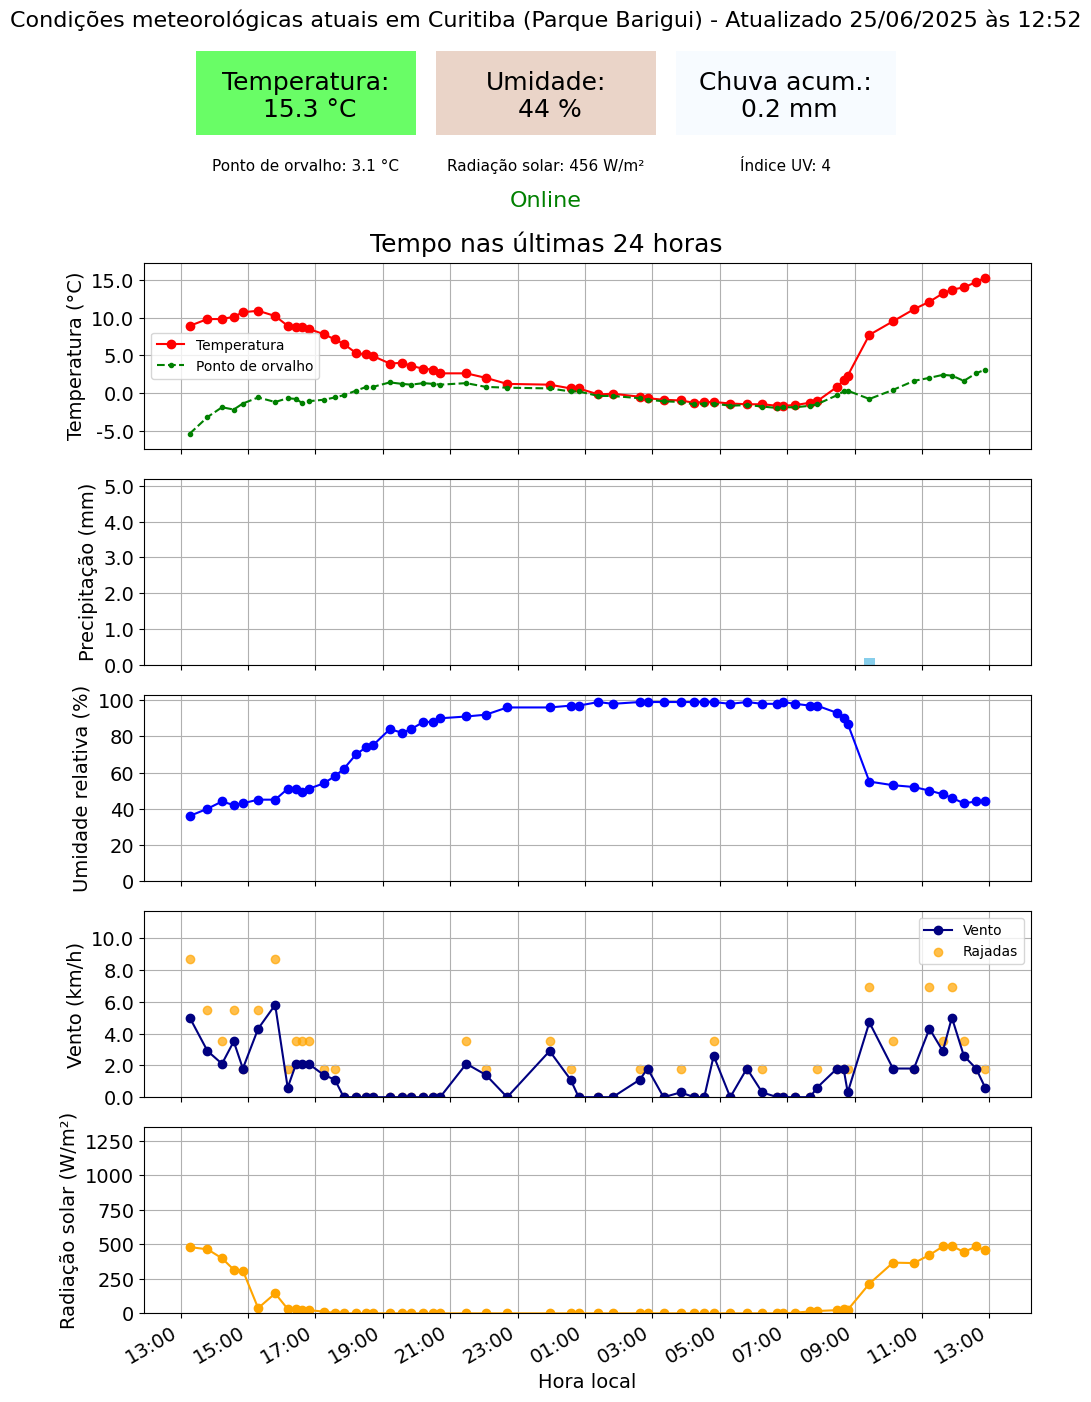 Condições meteorológicas atuais em Curitiba (Parque Barigui) - Atualizado 25/06/2025 às 12:52
Temperatura:
15.3 °C
Umidade:
44 %
Chuva acum.:
0.2 mm
Ponto de orvalho: 3.1 °C
Radiação solar: 456 W/m²
Índice UV: 4
Online
Tempo nas últimas 24 horas
Temperatura (°C)
15.0
10.0
5.0
0.0
-5.0
Temperatura
Ponto de orvalho
Precipitação (mm)
5.0
4.0
3.0
2.0
1.0
0.0
Umidade relativa (%)
100
80
60
40
20
0
Vento (km/h)
10.0
8.0
6.0
4.0
2.0
0.0
Vento
Rajadas
Radiação solar (W/m²)
1250
1000
750
500
250
0
13:00
15:00
17:00
19:00
21:00
23:00
01:00
03:00
05:00
07:00
09:00
11:00
13:00
Hora local